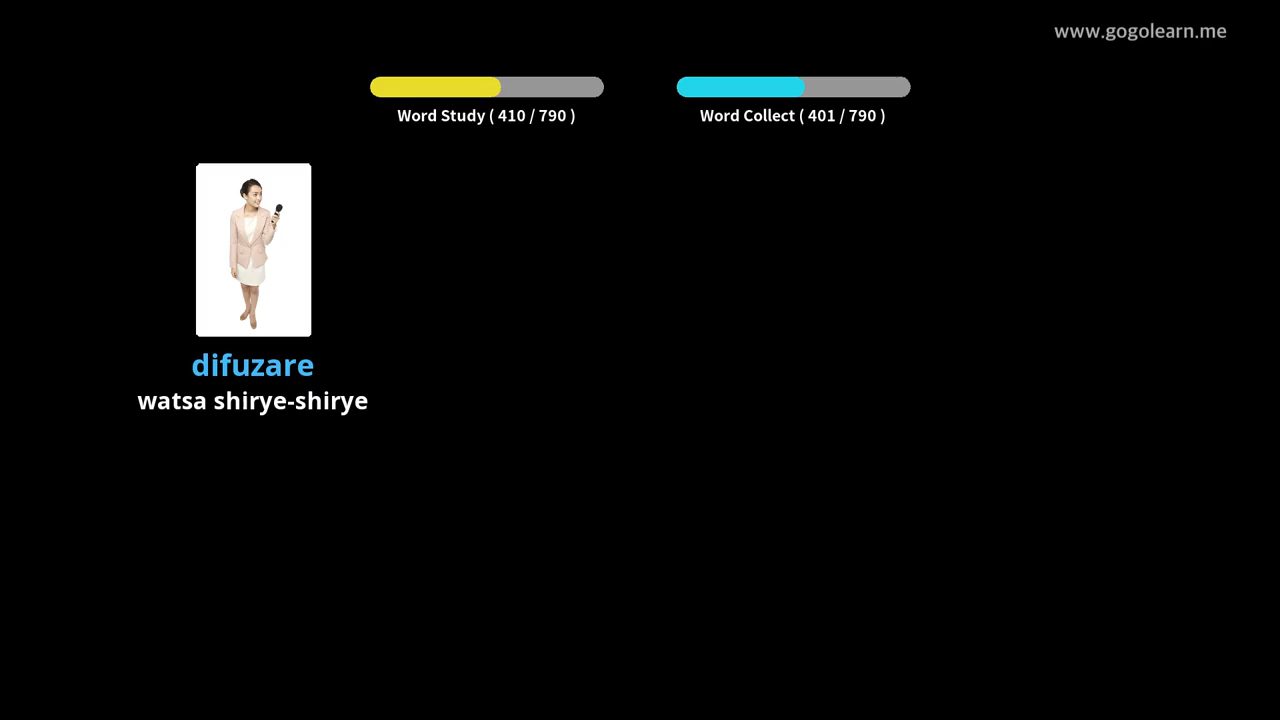 www.gogolearn.me
Word Study ( 410 / 790 )
Word Collect ( 401 / 790 )
difuzare
watsa shirye-shirye